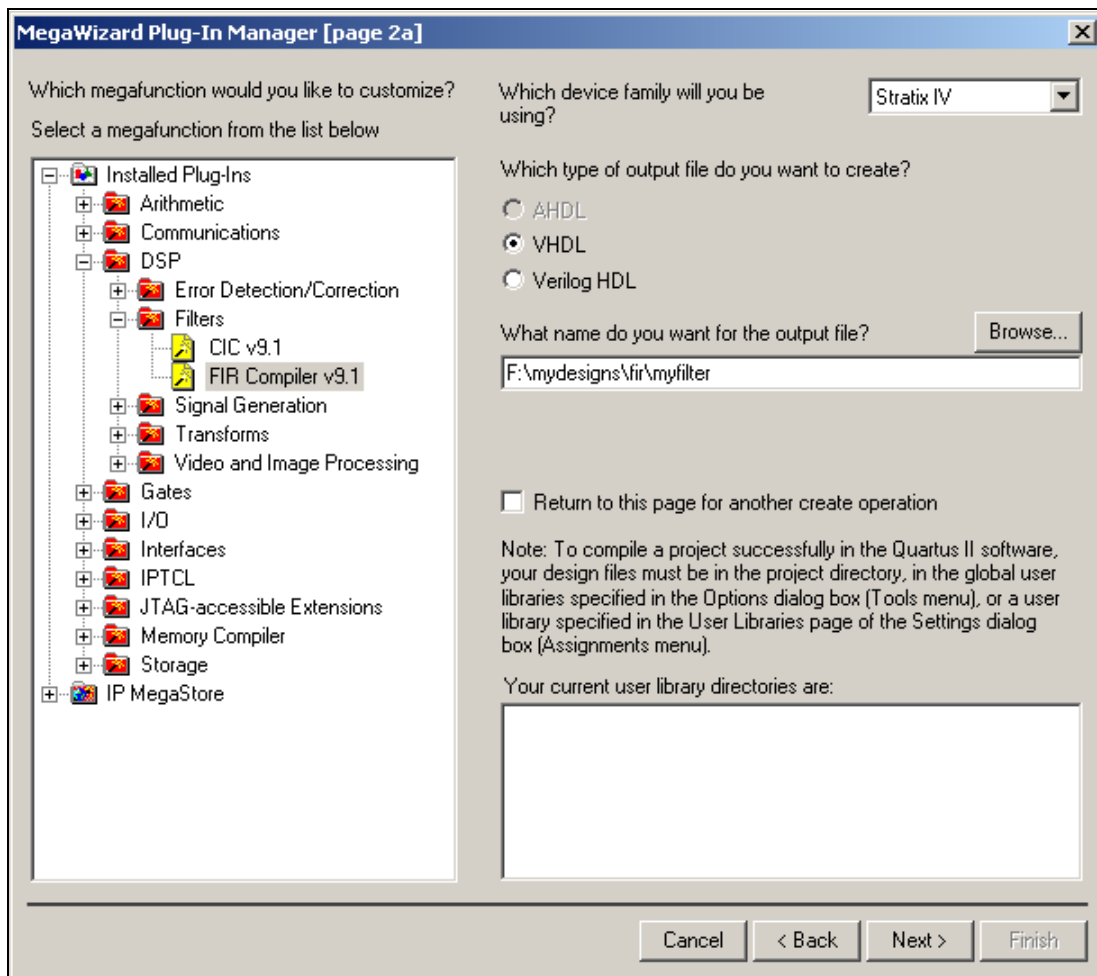 MegaWizard Plug-In Manager [page 2a]
Which megafunction would you like to customize?
Select a megafunction from the list below
Installed Plug-Ins
Arithmetic
Communications
DSP
Error Detection/Correction
Filters
CIC v9.1
FIR Compiler v9.1
Signal Generation
Transforms
Video and Image Processing
Gates
I/O
Interfaces
IPTCL
JTAG-accessible Extensions
Memory Compiler
Storage
IP MegaStore
Which device family will you be
using?
Stratix IV
Which type of output file do you want to create?
AHDL
VHDL
Verilog HDL
What name do you want for the output file?
Browse...
F:\mydesigns\fir\myfilter
Return to this page for another create operation
Note: To compile a project successfully in the Quartus II software,
your design files must be in the project directory, in the global user
libraries specified in the Options dialog box (Tools menu), or a user
library specified in the User Libraries page of the Settings dialog
box (Assignments menu).
Your current user library directories are:
Cancel
< Back
Next >
Finish